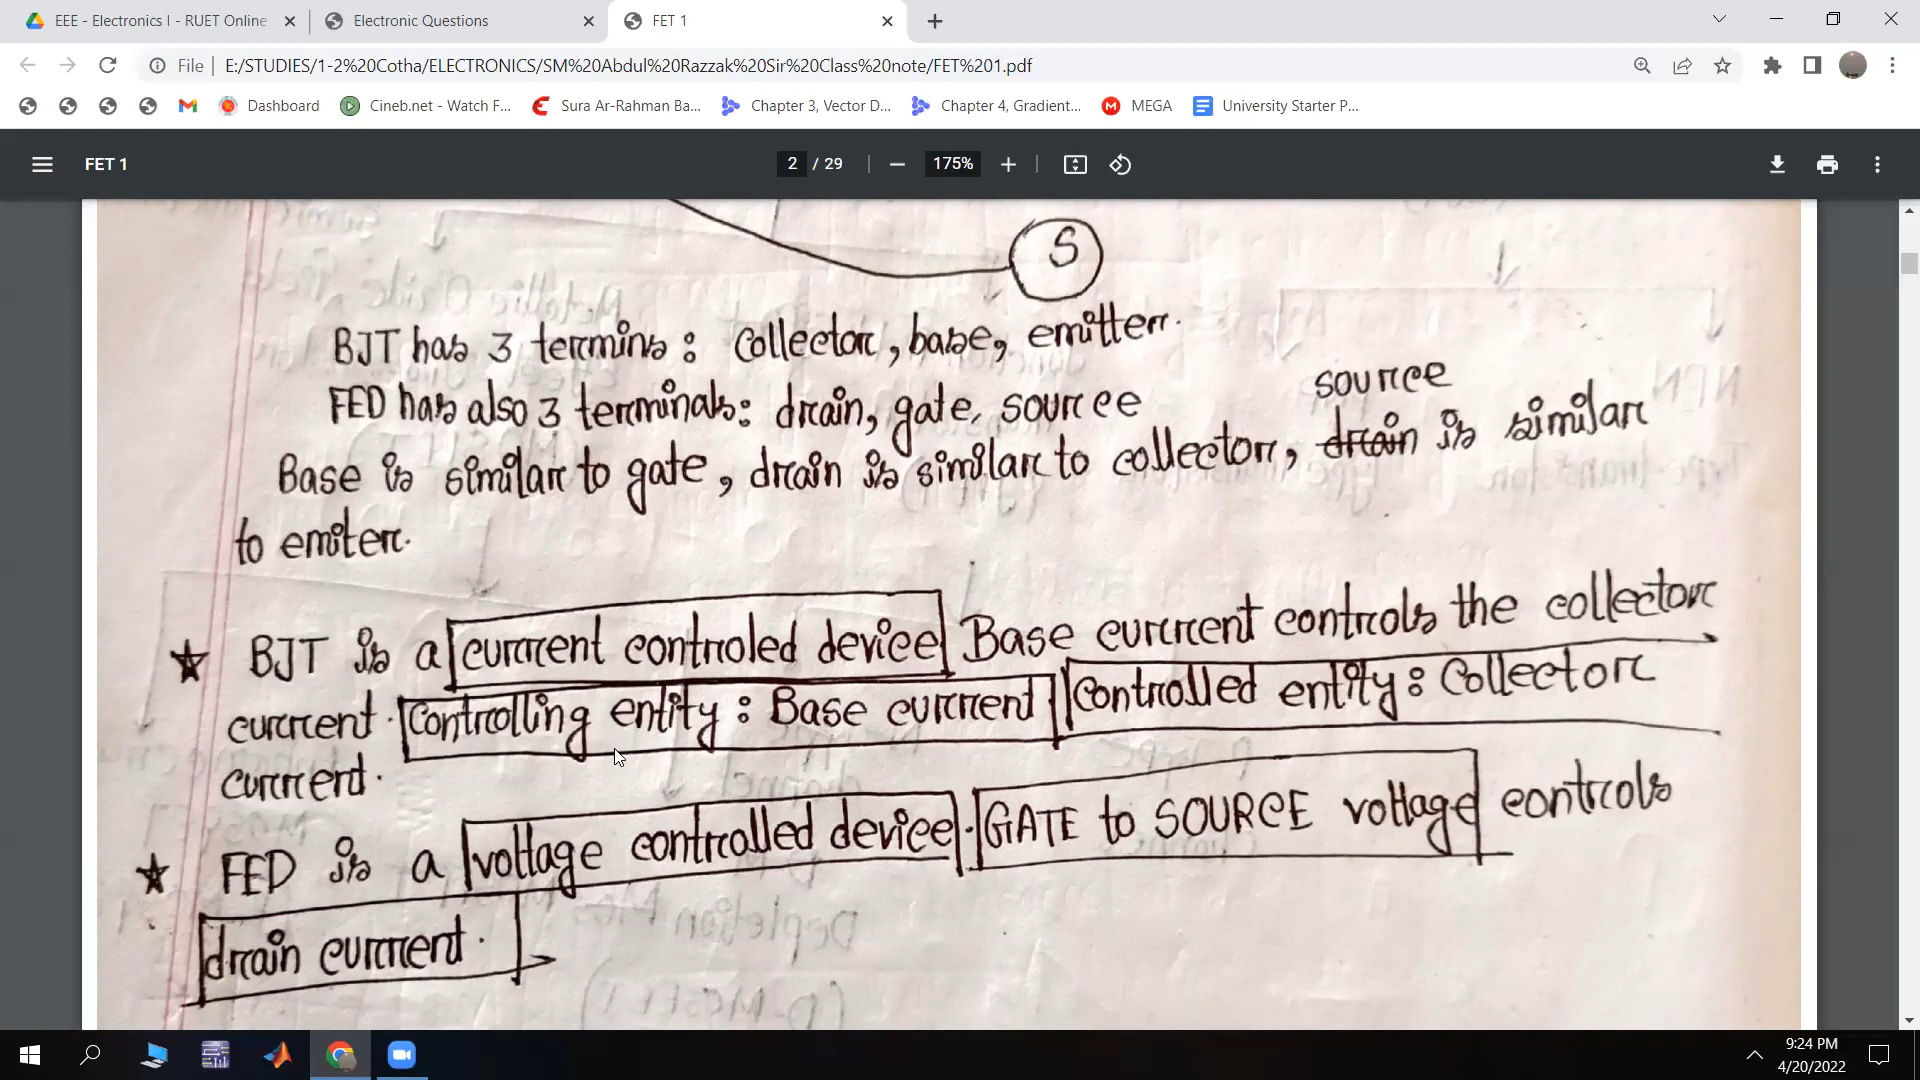 EEE - Electronics I - RUET Online
Electronic Questions
FET 1
File
E:/STUDIES/1-2%20Cotha/ELECTRONICS/SM%20Abdul%20Razzak%20Sir%20Class%20note/FET%201.pdf
Dashboard
Cineb.net - Watch F...
Sura Ar-Rahman Ba...
Chapter 3, Vector D...
Chapter 4, Gradient...
MEGA
University Starter P...
FET 1
2 / 29
175%
S
BJT has 3 termins : Collector, base, emitter.
FED has also 3 terminals: drain, gate, source
source
Base is similar to gate, drain is similar to collector, drain is similar
to emiter.
BJT is a current controled device Base current controls the collector
current. Controlling entity : Base current Controlled entity : Collector
current.
FED is a voltage controlled device. GATE to SOURCE voltage controls
drain current.
9:24 PM
4/20/2022